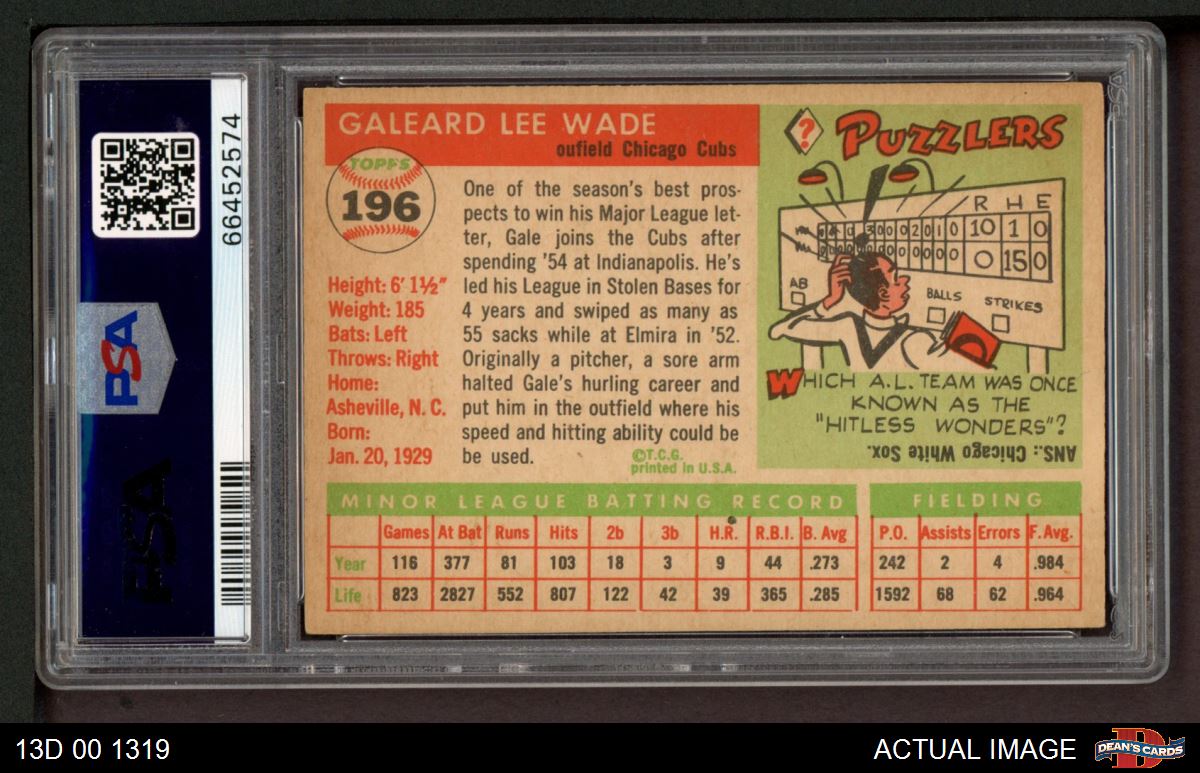 GALEARD LEE WADE
oufield Chicago Cubs
TOPPS
196
One of the season's best pros-
pects to win his Major League let-
ter, Gale joins the Cubs after
spending '54 at Indianapolis. He's
led his League in Stolen Bases for
4 years and swiped as many as
55 sacks while at Elmira in '52.
Originally a pitcher, a sore arm
halted Gale's hurling career and
put him in the outfield where his
speed and hitting ability could be
be used.
©T.C.G.
printed in U.S.A.
Height: 6' 1½"
Weight: 185
Bats: Left
Throws: Right
Home:
Asheville, N. C.
Born:
Jan. 20, 1929
? PUZZLERS
R H E
10 1 0
0 15 0
AB
BALLS
STRIKES
WHICH A.L. TEAM WAS ONCE
KNOWN AS THE
"HITLESS WONDERS"?
ANS.: Chicago White Sox.
MINOR LEAGUE BATTING RECORD
Games At Bat Runs Hits 2b 3b H.R. R.B.I. B. Avg
Year 116 377 81 103 18 3 9 44 .273
Life 823 2827 552 807 122 42 39 365 .285
FIELDING
P.O. Assists Errors F. Avg.
242 2 4 .984
1592 68 62 .964
66452574
PSA
PSA
13D 00 1319
ACTUAL IMAGE
DEAN'S CARDS